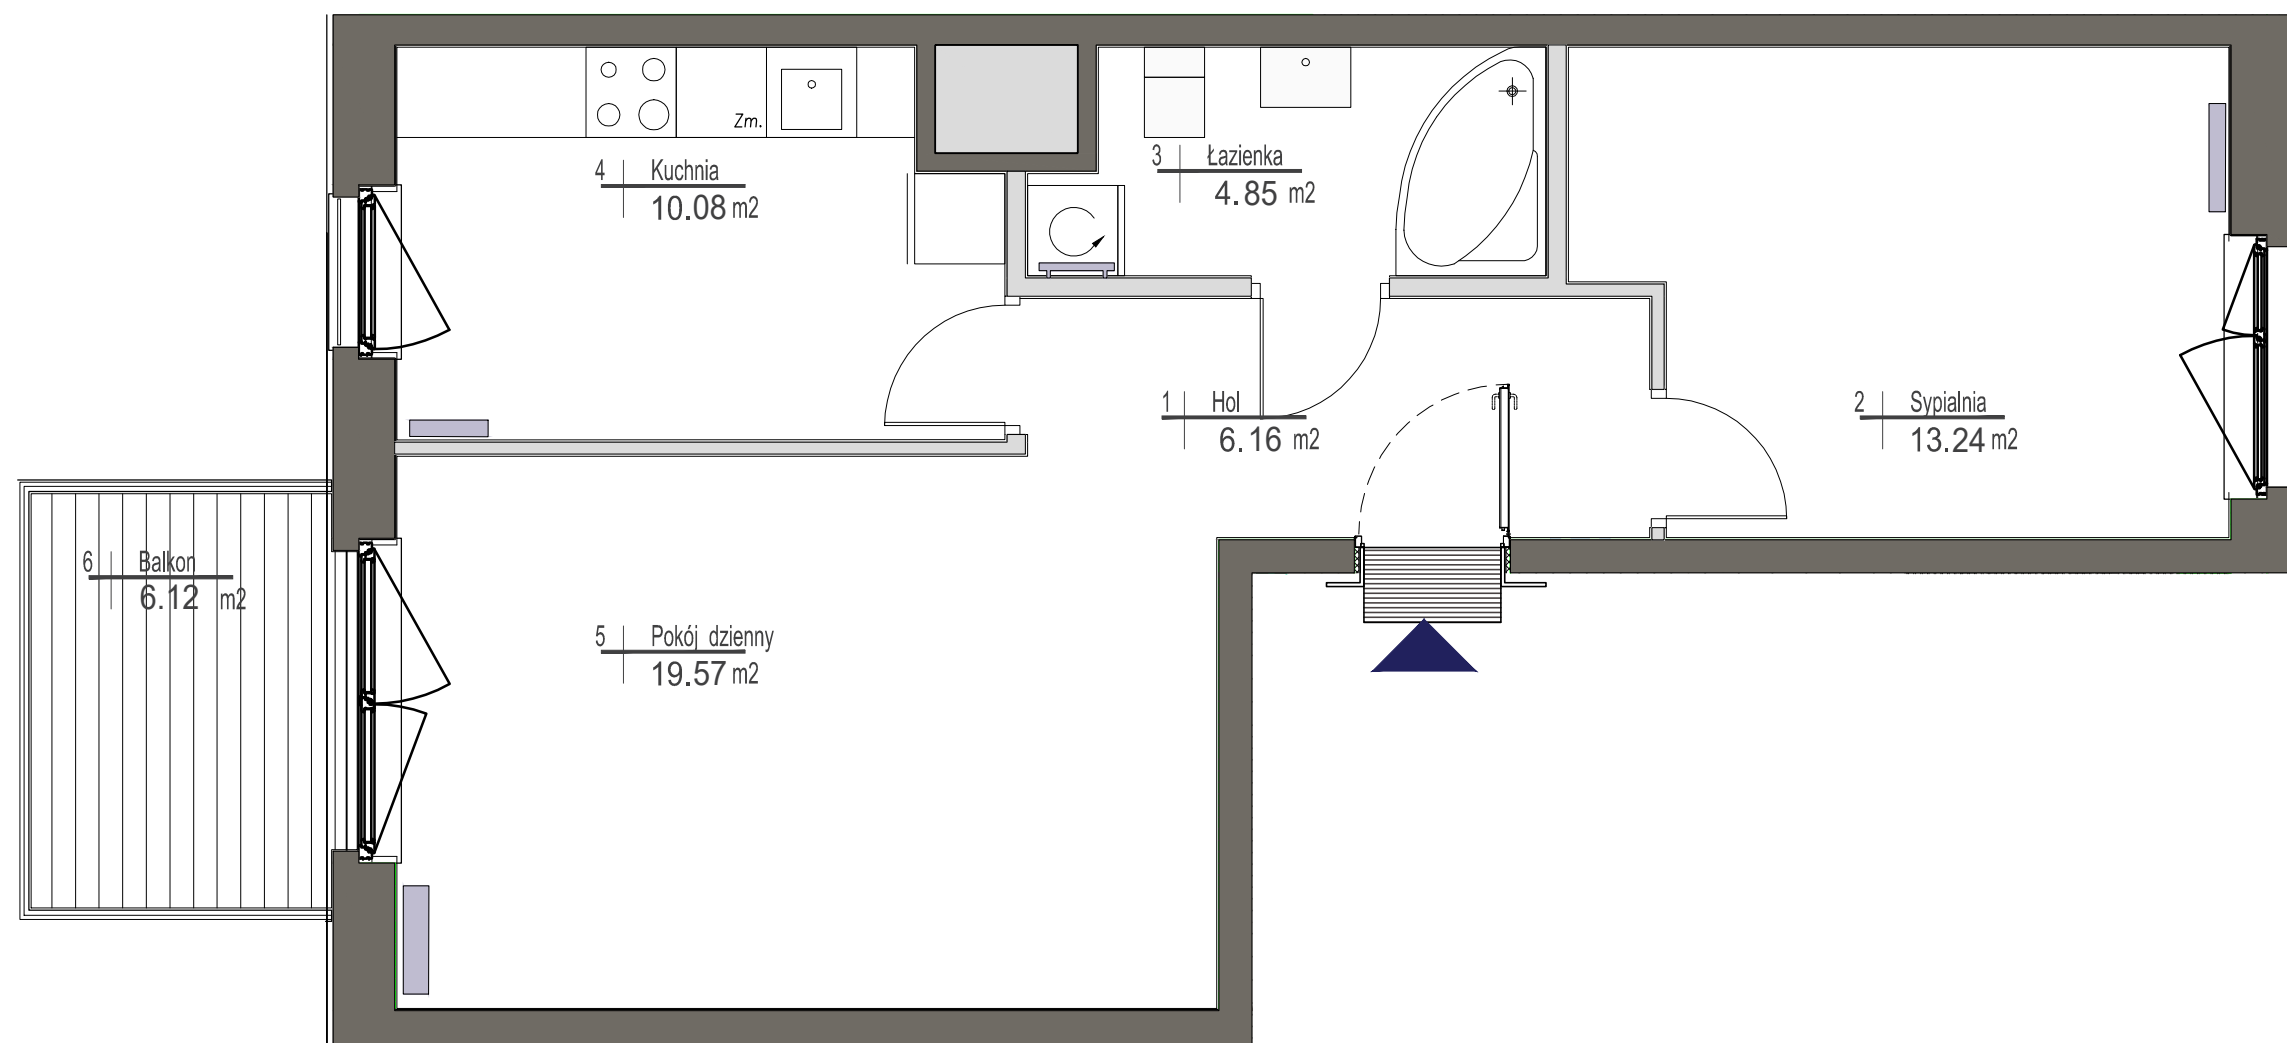 Zm.
4 Kuchnia
10.08 m2
3 Łazienka
4.85 m2
1 Hol
6.16 m2
2 Sypialnia
13.24 m2
6 Balkon
6.12 m2
5 Pokój dzienny
19.57 m2